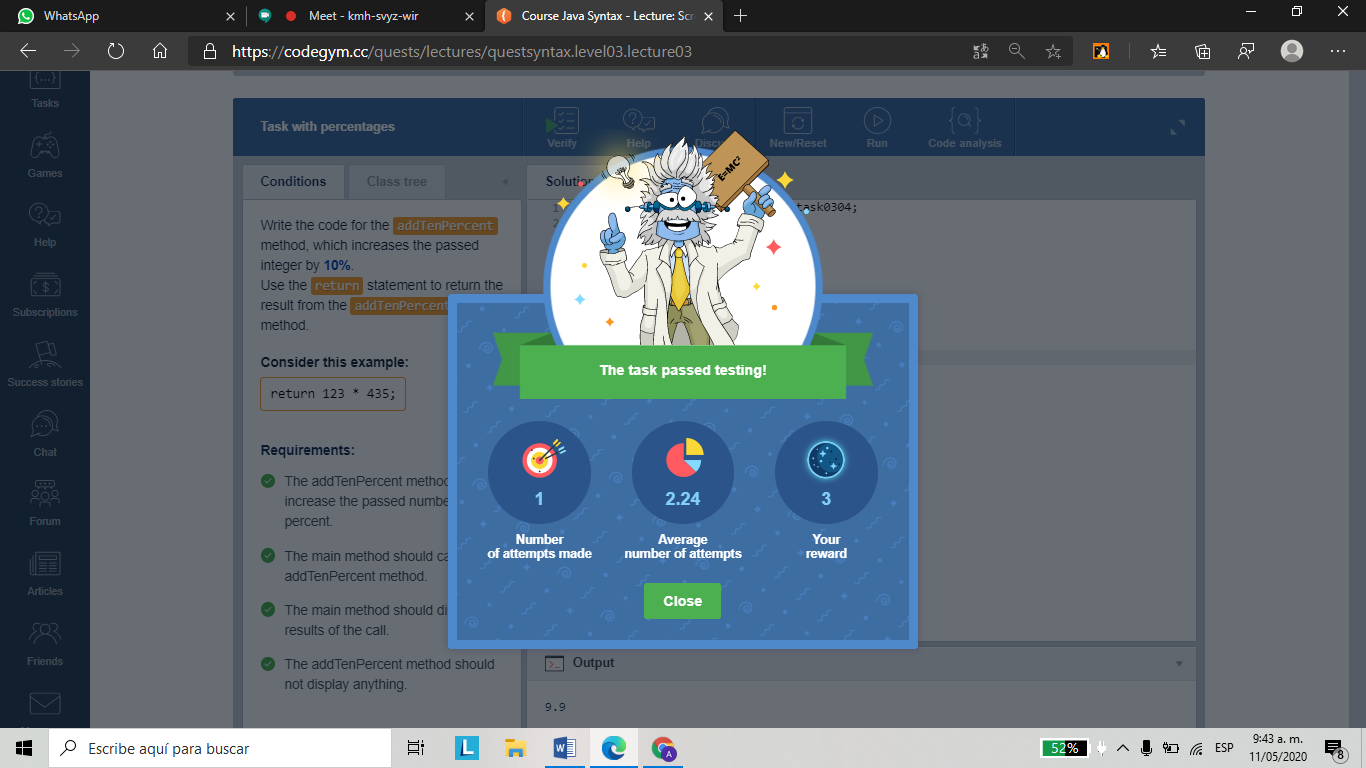 WhatsApp
Meet - kmh-svyz-wir
Course Java Syntax - Lecture: Scr
https://codegym.cc/quests/lectures/questsyntax.level03.lecture03
Tasks
Games
Help
Subscriptions
Success stories
Chat
Forum
Articles
Friends
Task with percentages
Verify
Help
New/Reset
Run
Code analysis
Conditions
Class tree
Write the code for the addTenPercent
method, which increases the passed
integer by 10%.
Use the return statement to return the
result from the addTenPercent
method.
Consider this example:
return 123 * 435;
Requirements:
The addTenPercent method
increase the passed
percent.
The main method should
addTenPercent method.
The main method should
results of the call.
The addTenPercent method should
not display anything.
task0304;
E=MC²
The task passed testing!
1
2.24
3
Number
of attempts made
Average
number of attempts
Your
reward
Close
Output
9.9
Escribe aquí para buscar
52%
ESP
9:43 a. m.
11/05/2020
8